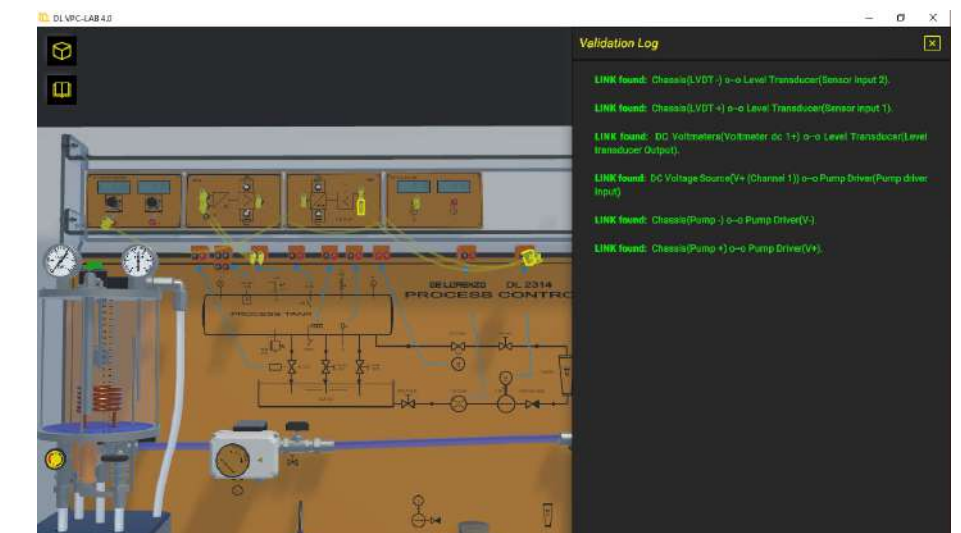 DL VPC-LAB 4.0
Validation Log
LINK found: Chassis(LVDT -) o-o Level Transducer(Sensor Input 2).
LINK found: Chassis(LVDT +) o-o Level Transducer(Sensor Input 1).
LINK found: DC Voltmeters(Voltmeter dc 1+) o-o Level Transducer(Level
transducer Output).
LINK found: DC Voltage Source(V+ (Channel 1)) o-o Pump Driver(Pump driver
Input)
LINK found: Chassis(Pump -) o-o Pump Driver(V-)
LINK found: Chassis(Pump +) o-o Pump Driver(V+).
DE LORENZO DL 2314
PROCESS CONTRO
PROCESS TANK